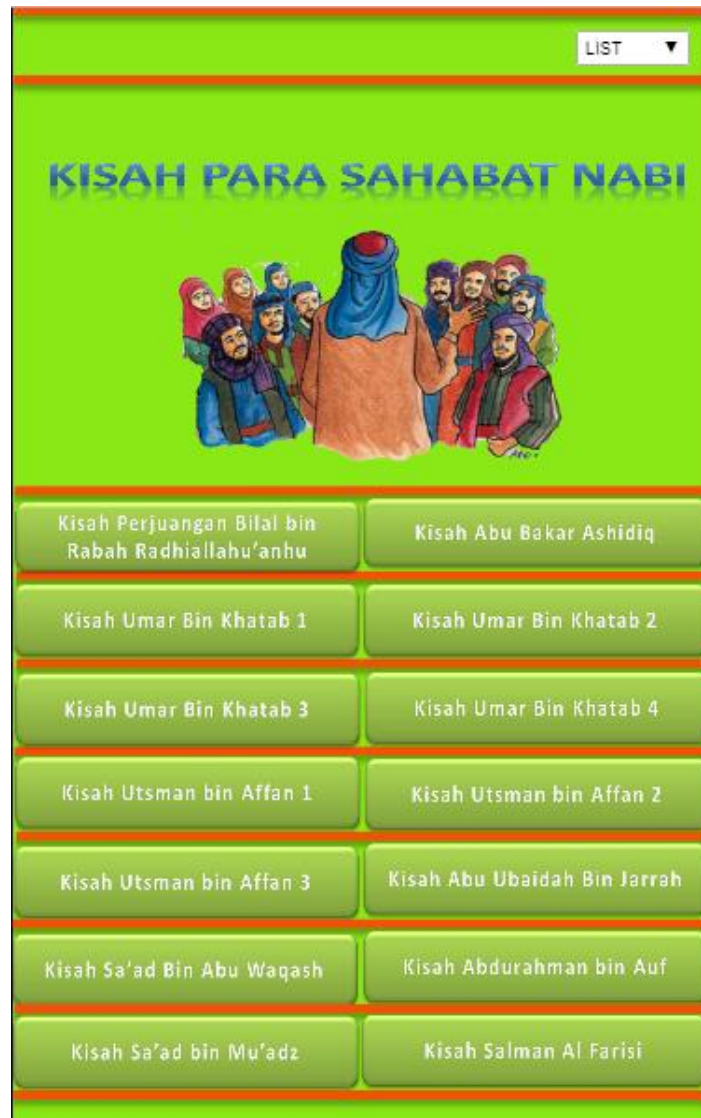 LIST
KISAH PARA SAHABAT NABI
Kisah Perjuangan Bilal bin
Rabah Radhiallahu'anhu
Kisah Abu Bakar Ashidiq
Kisah Umar Bin Khatab 1
Kisah Umar Bin Khatab 2
Kisah Umar Bin Khatab 3
Kisah Umar Bin Khatab 4
Kisah Utsman bin Affan 1
Kisah Utsman bin Affan 2
Kisah Utsman bin Affan 3
Kisah Abu Ubaidah Bin Jarrah
Kisah Sa'ad Bin Abu Waqash
Kisah Abdurahman bin Auf
Kisah Sa'ad bin Mu'adz
Kisah Salman Al Farisi